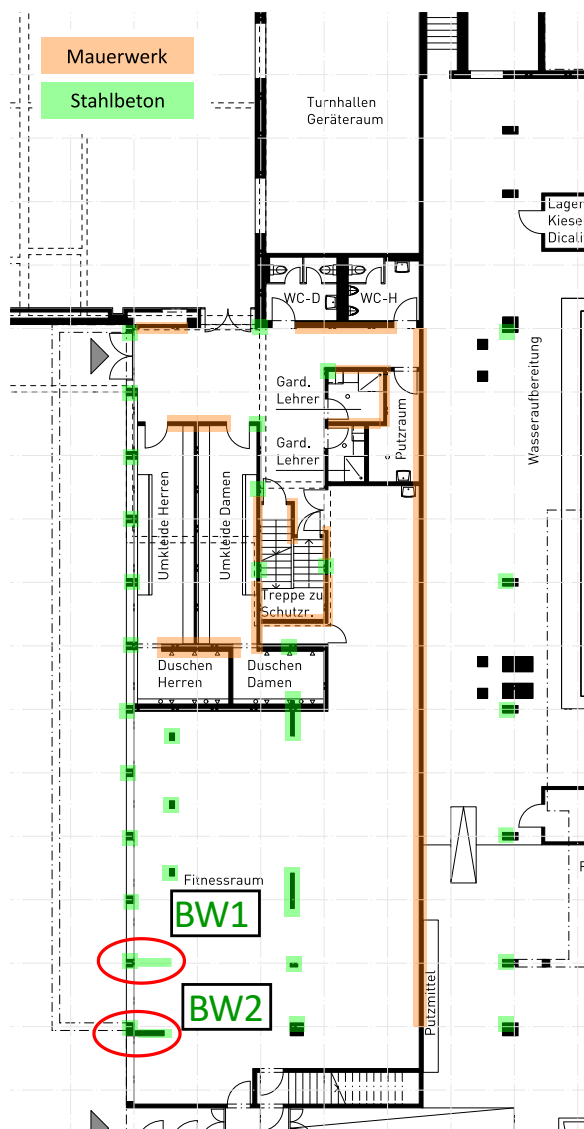 Mauerwerk
Stahlbeton
Turnhallen
Geräteraum
Lager
Kiese
Dicali
WC-D
WC-H
Gard.
Lehrer
Gard.
Lehrer
Putzraum
Wasseraufbereitung
Umkleide Herren
Umkleide Damen
Treppe zu
Schutzr.
Duschen
Herren
Duschen
Damen
Fitnessraum
F
BW1
BW2
Putzmittel